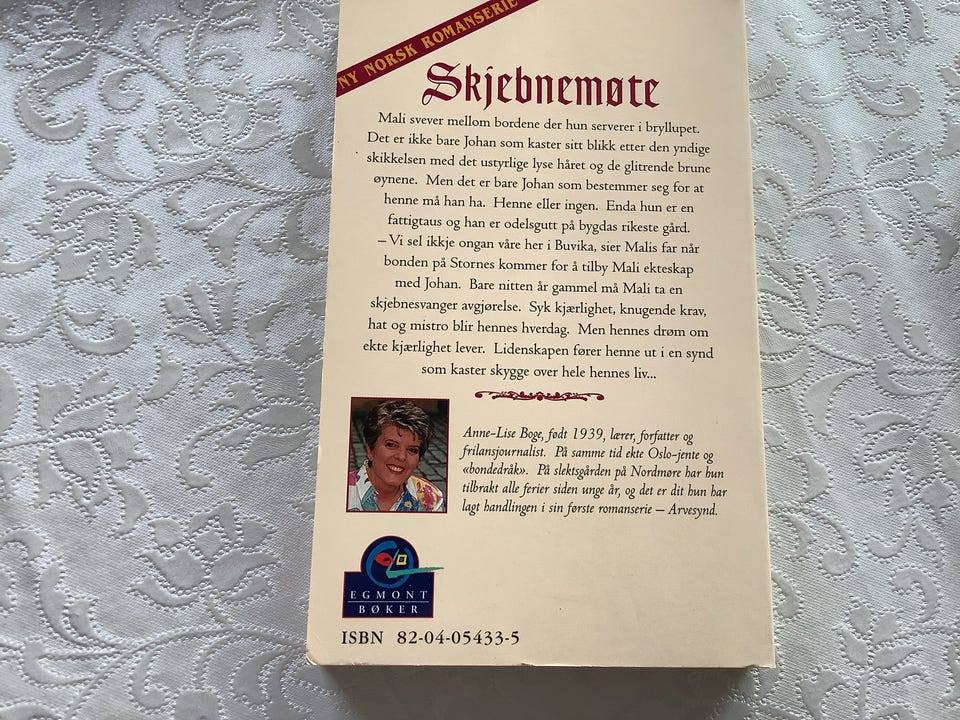 NY NORSK ROMANSERIE
Skjebnemøte
Mali svever mellom bordene der hun serverer i bryllupet.
Det er ikke bare Johan som kaster sitt blikk etter den yndige
skikkelsen med det ustyrlige lyse håret og de glitrende brune
øynene. Men det er bare Johan som bestemmer seg for at
henne må han ha. Henne eller ingen. Enda hun er en
fattigtaus og han er odelsgutt på bygdas rikeste gård.
– Vi sel ikkje ongan våre her i Buvika, sier Malis far når
bonden på Stornes kommer for å tilby Mali ekteskap
med Johan. Bare nitten år gammel må Mali ta en
skjebnesvanger avgjørelse. Syk kjærlighet, knugende krav,
hat og mistro blir hennes hverdag. Men hennes drøm om
ekte kjærlighet lever. Lidenskapen fører henne ut i en synd
som kaster skygge over hele hennes liv...
Anne-Lise Boge, født 1939, lærer, forfatter og
frilansjournalist. På samme tid ekte Oslo-jente og
«bondedråk». På slektsgården på Nordmøre har hun
tilbrakt alle ferier siden unge år, og det er dit hun har
lagt handlingen i sin første romanserie – Arvesynd.
EGMONT
BØKER
ISBN 82-04-05433-5